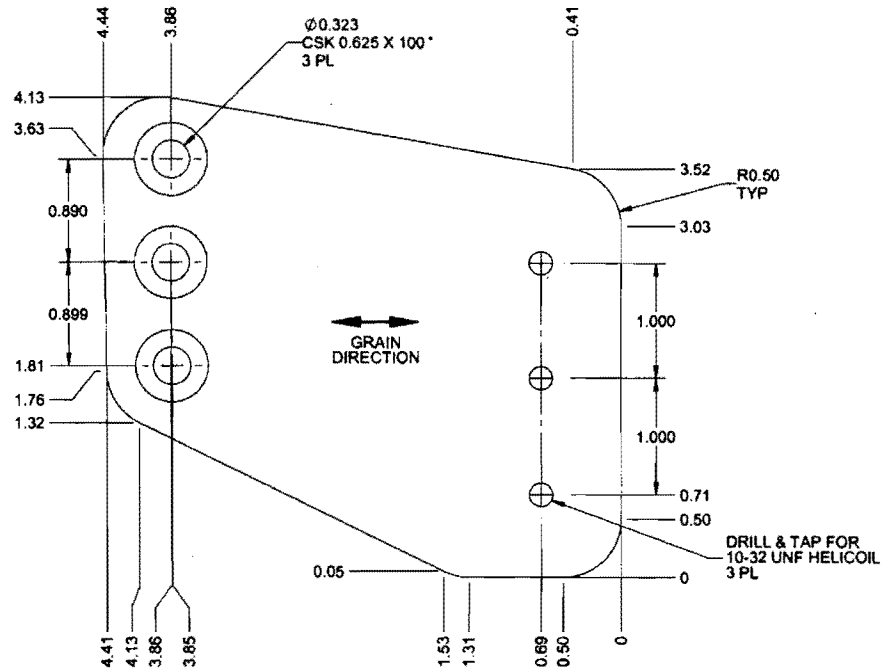 4.44
3.86
0.41
Ø0.323
CSK 0.625 X 100°
3 PL
4.13
3.63
3.52
R0.50
TYP
3.03
0.890
0.899
1.000
GRAIN
DIRECTION
1.81
1.76
1.32
1.000
0.71
0.50
DRILL & TAP FOR
10-32 UNF HELICOIL
3 PL
0.05
0
4.41
4.13
3.86
3.85
1.53
1.31
0.69
0.50
0